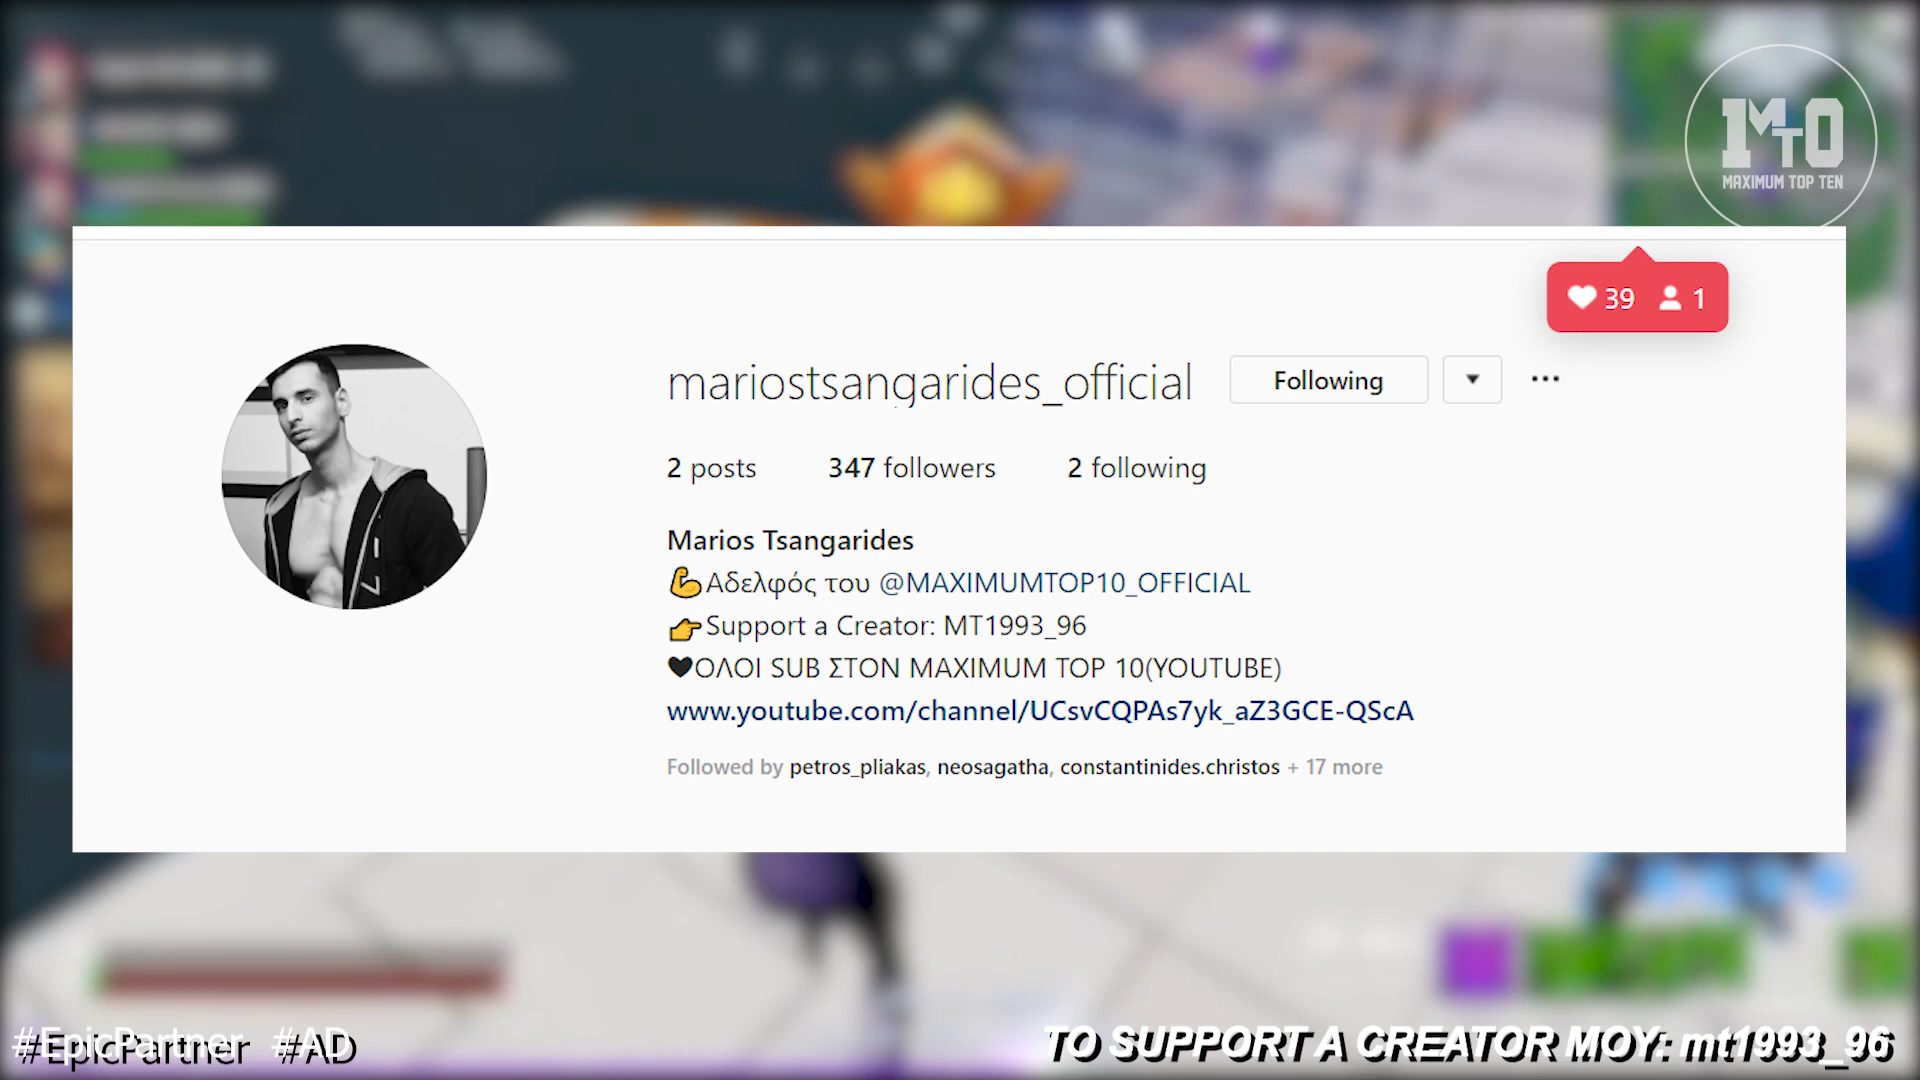 1MT0
MAXIMUM TOP TEN
39 1
mariostsangarides_official Following
2 posts 347 followers 2 following
Marios Tsangarides
💪Αδελφός του @MAXIMUMTOP10_OFFICIAL
👉Support a Creator: MT1993_96
🖤ΟΛΟΙ SUB ΣΤΟΝ MAXIMUM TOP 10(YOUTUBE)
www.youtube.com/channel/UCsvCQPAs7yk_aZ3GCE-QScA
Followed by petros_pliakas, neosagatha, constantinides.christos + 17 more
#EpicPartner #AD
TO SUPPORT A CREATOR MOY: mt1993_96